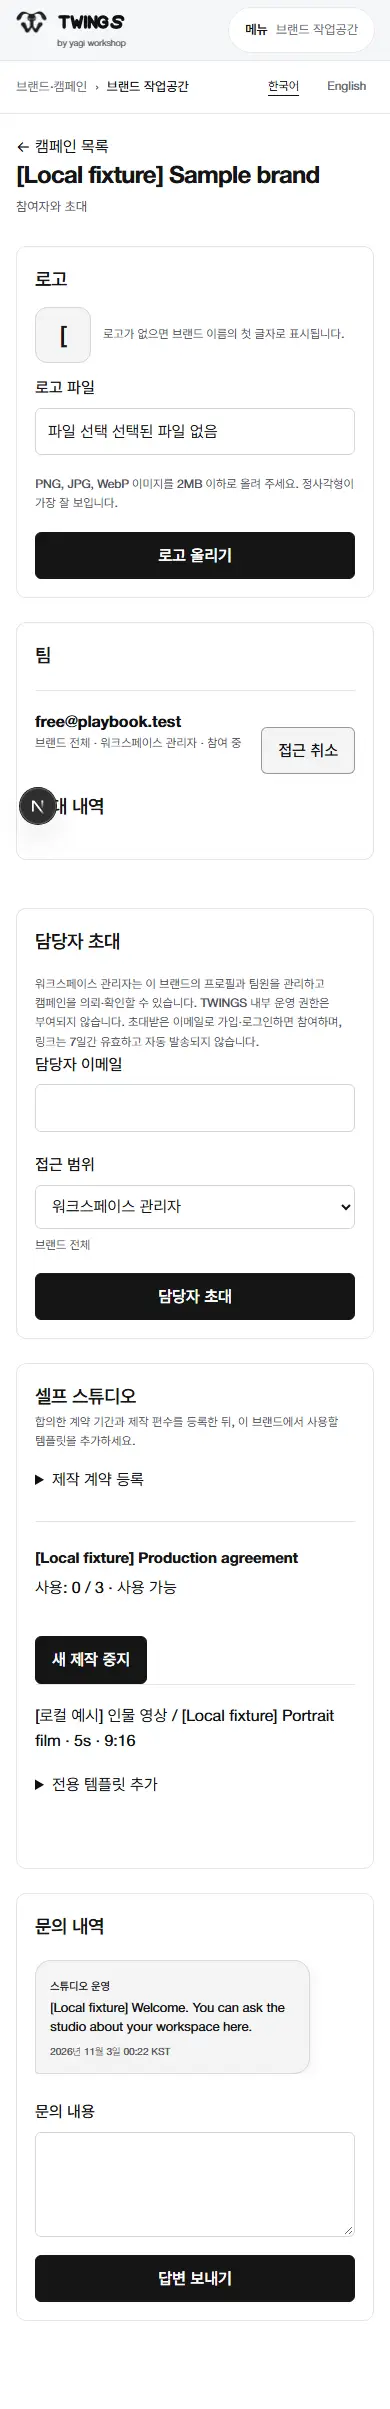 TWINGS
by yagi workshop
메뉴 브랜드 작업공간
브랜드·캠페인 › 브랜드 작업공간
한국어 English
← 캠페인 목록
[Local fixture] Sample brand
참여자와 초대
로고
[
로고가 없으면 브랜드 이름의 첫 글자로 표시됩니다.
로고 파일
파일 선택 선택된 파일 없음
PNG, JPG, WebP 이미지를 2MB 이하로 올려 주세요. 정사각형이
가장 잘 보입니다.
로고 올리기
팀
free@playbook.test
브랜드 전체 · 워크스페이스 관리자 · 참여 중
접근 취소
N
대 내역
담당자 초대
워크스페이스 관리자는 이 브랜드의 프로필과 팀원을 관리하고
캠페인을 의뢰·확인할 수 있습니다. TWINGS 내부 운영 권한은
부여되지 않습니다. 초대받은 이메일로 가입·로그인하면 참여하며,
링크는 7일간 유효하고 자동 발송되지 않습니다.
담당자 이메일
접근 범위
워크스페이스 관리자
브랜드 전체
담당자 초대
셀프 스튜디오
합의한 계약 기간과 제작 편수를 등록한 뒤, 이 브랜드에서 사용할
템플릿을 추가하세요.
▶ 제작 계약 등록
[Local fixture] Production agreement
사용: 0 / 3 · 사용 가능
새 제작 중지
[로컬 예시] 인물 영상 / [Local fixture] Portrait
film · 5s · 9:16
▶ 전용 템플릿 추가
문의 내역
스튜디오 운영
[Local fixture] Welcome. You can ask the
studio about your workspace here.
2026년 11월 3일 00:22 KST
문의 내용
답변 보내기